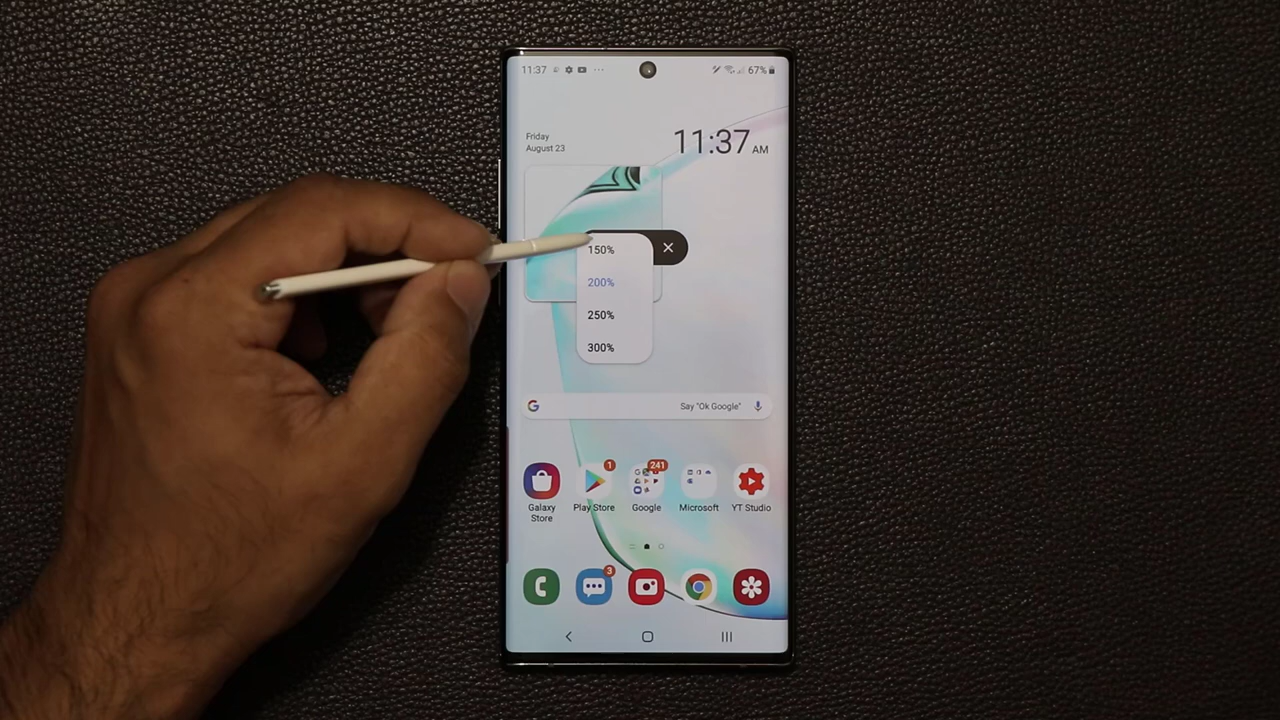 11:37
67%
Friday
August 23
11:37 AM
150%
200%
250%
300%
G
Say "Ok Google"
1
241
Galaxy
Store
Play Store
Google
Microsoft
YT Studio
3